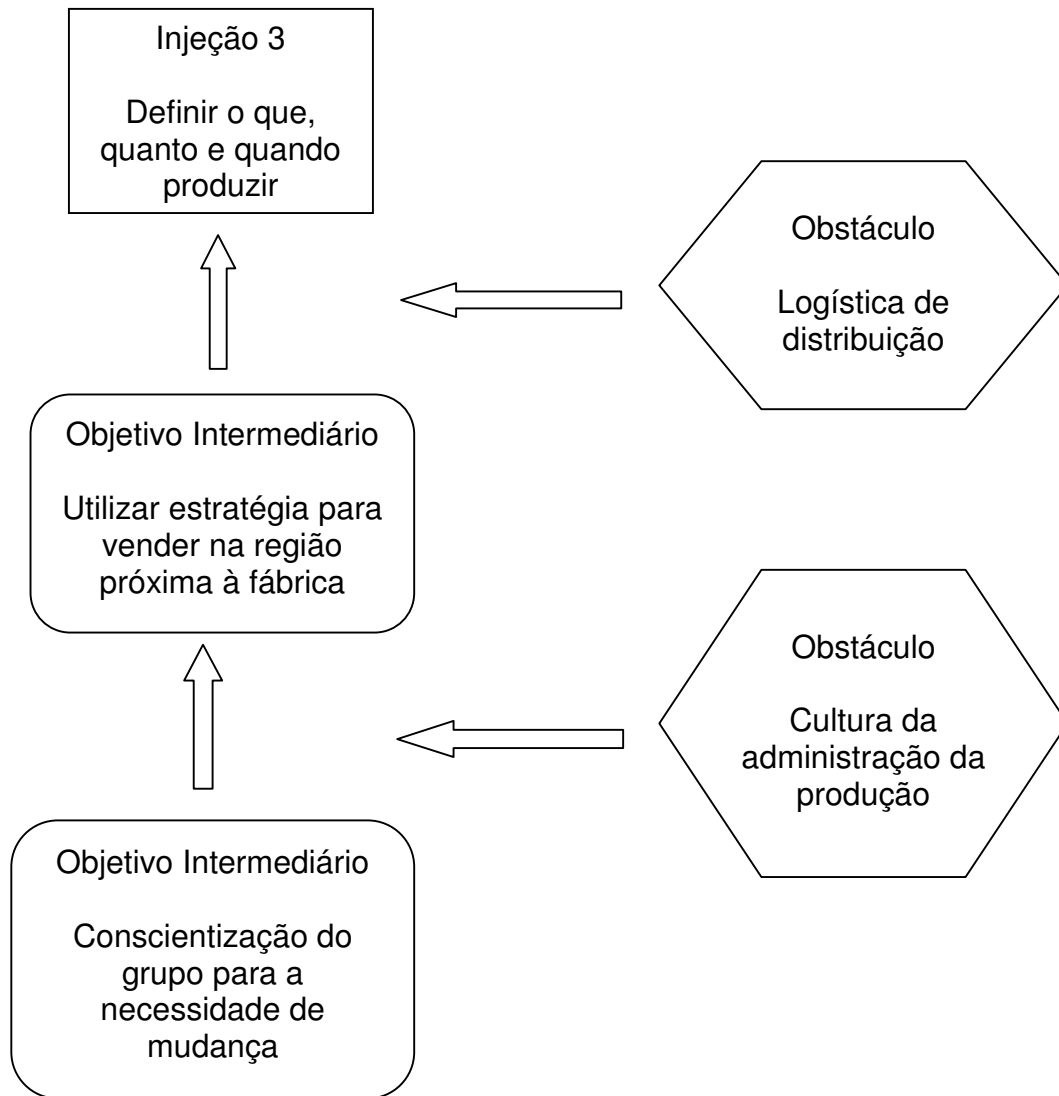 Injeção 3
Definir o que,
quanto e quando
produzir
Obstáculo
Logística de
distribuição
Objetivo Intermediário
Utilizar estratégia para
vender na região
próxima à fábrica
Obstáculo
Cultura da
administração da
produção
Objetivo Intermediário
Conscientização do
grupo para a
necessidade de
mudança